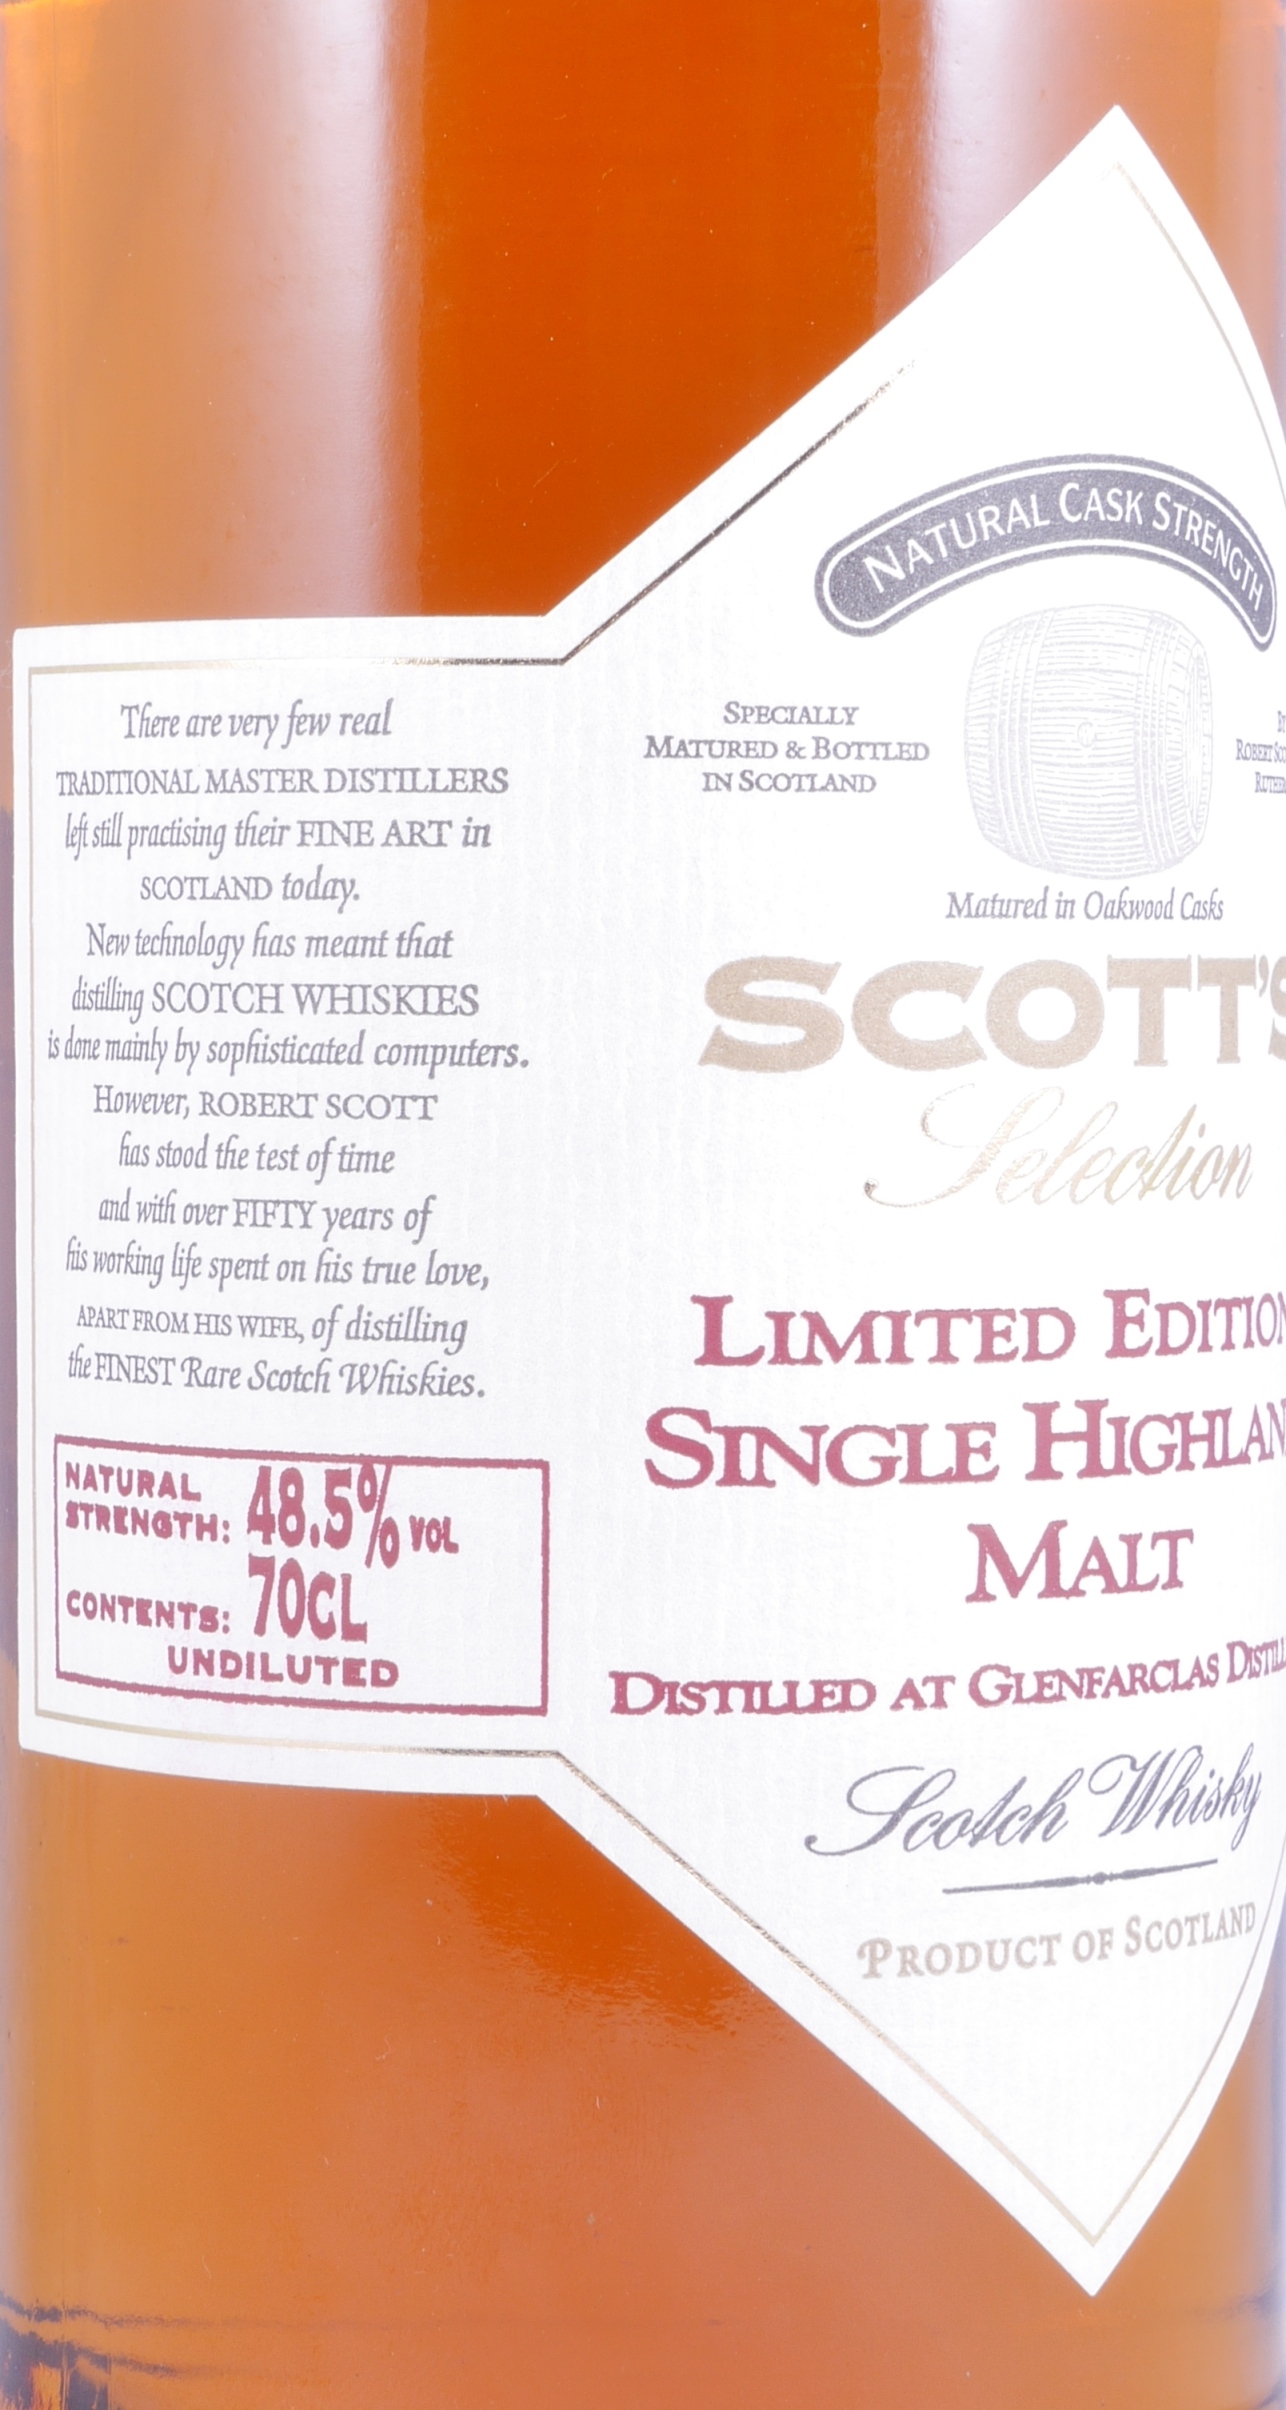 There are very few real
TRADITIONAL MASTER DISTILLERS
left still practising their FINE ART in
SCOTLAND today.
New technology has meant that
distilling SCOTCH WHISKIES
is done mainly by sophisticated computers.
However, ROBERT SCOTT
has stood the test of time
and with over FIFTY years of
his working life spent on his true love,
APART FROM HIS WIFE, of distilling
the FINEST Rare Scotch Whiskies.
NATURAL
STRENGTH: 48.5% VOL
CONTENTS: 70CL
UNDILUTED
NATURAL CASK STRENGTH
SPECIALLY
MATURED & BOTTLED
IN SCOTLAND
ROBERT
Matured in Oakwood Casks
SCOTT'S
Selection
LIMITED EDITION
SINGLE HIGHLAN
MALT
DISTILLED AT GLENFARCLAS DISTILL
Scotch Whisky
PRODUCT OF SCOTLAND